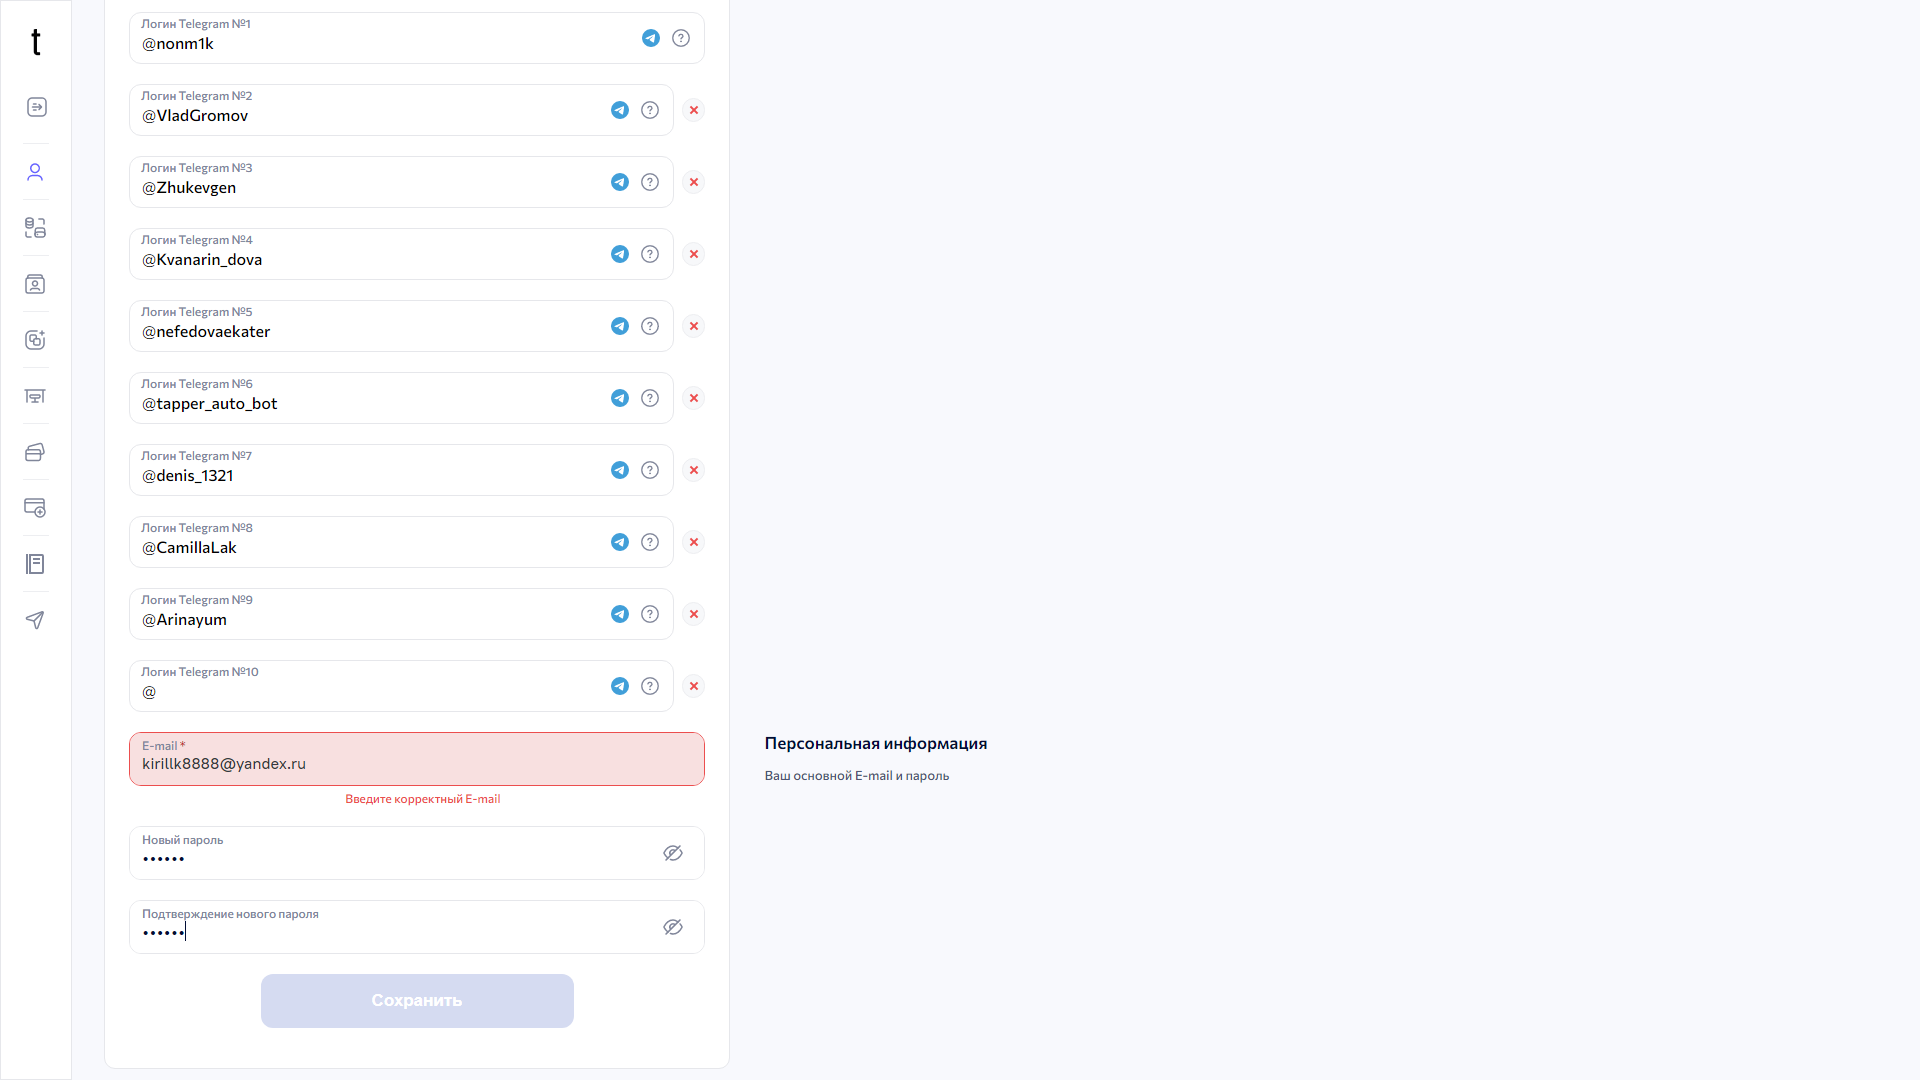 t
Логин Telegram №1
@nonm1k
Логин Telegram №2
@VladGromov
Логин Telegram №3
@Zhukevgen
Логин Telegram №4
@Kvanarin_dova
Логин Telegram №5
@nefedovaekater
Логин Telegram №6
@tapper_auto_bot
Логин Telegram №7
@denis_1321
Логин Telegram №8
@CamillaLak
Логин Telegram №9
@Arinayum
Логин Telegram №10
@
E-mail *
kirillk8888@yandex.ru
Введите корректный E-mail
Персональная информация
Ваш основной E-mail и пароль
Новый пароль
••••••
Подтверждение нового пароля
••••••
Сохранить